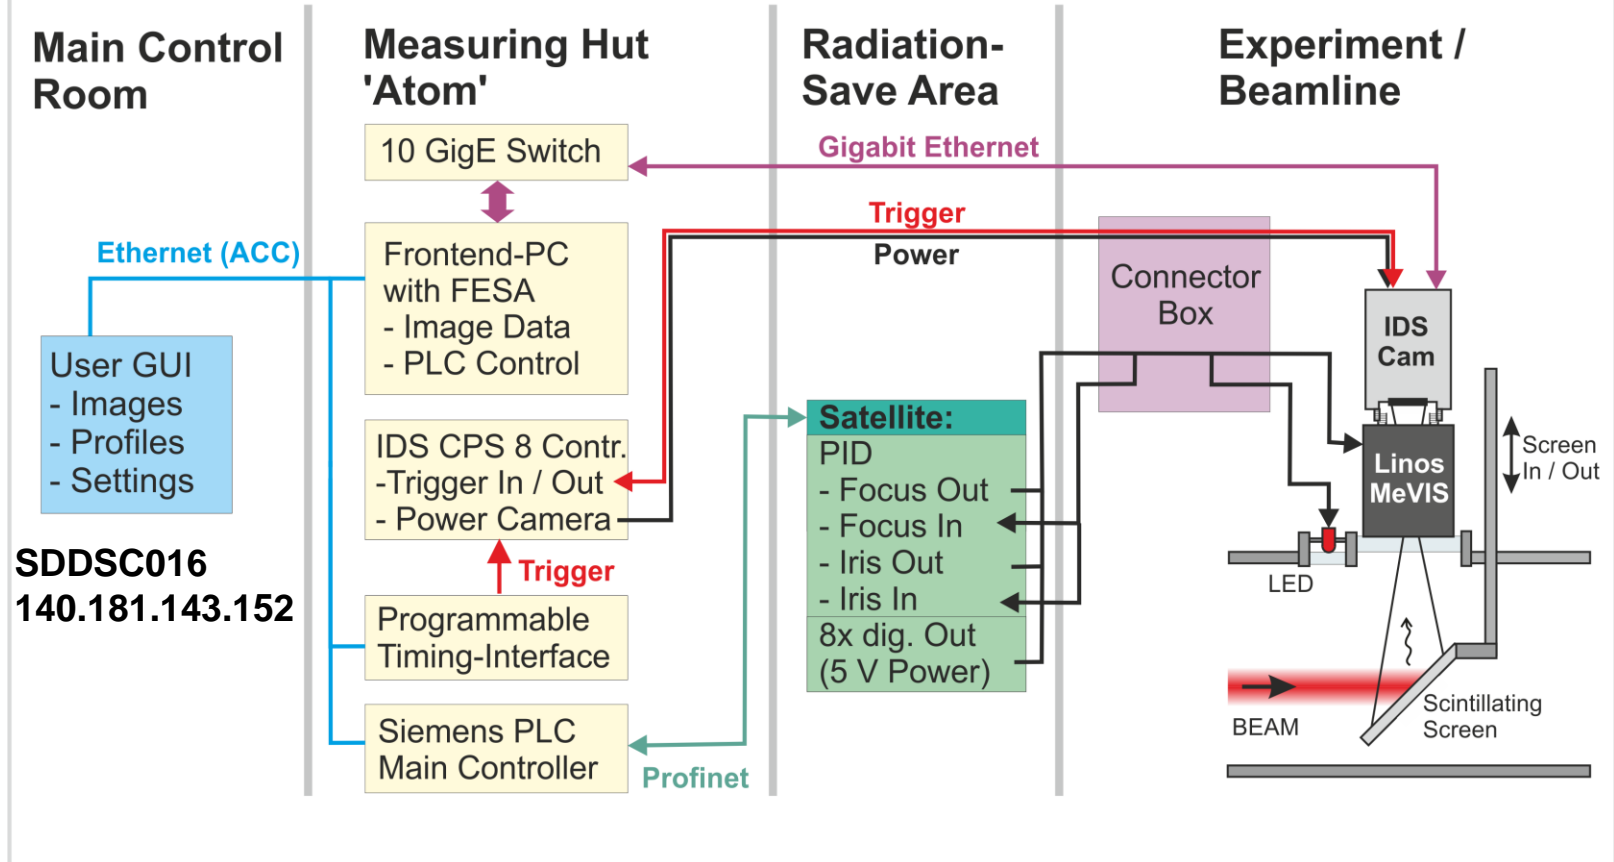 Main Control
Room
Measuring Hut
'Atom'
Radiation-
Save Area
Experiment /
Beamline
10 GigE Switch
Gigabit Ethernet
Trigger
Power
Ethernet (ACC)
Frontend-PC
with FESA
- Image Data
- PLC Control
Connector
Box
IDS
Cam
User GUI
- Images
- Profiles
- Settings
IDS CPS 8 Contr.
-Trigger In / Out
- Power Camera
Satellite:
PID
- Focus Out
- Focus In
- Iris Out
- Iris In
8x dig. Out
(5 V Power)
Linos
MeVIS
Screen
In / Out
LED
SDDSC016
140.181.143.152
Trigger
Programmable
Timing-Interface
Siemens PLC
Main Controller
Profinet
BEAM
Scintillating
Screen